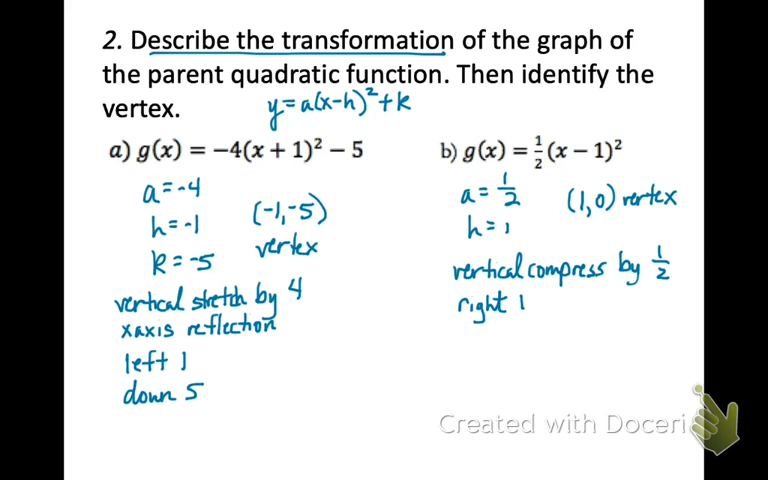 2. Describe the transformation of the graph of
the parent quadratic function. Then identify the
vertex.
y=a(x-h)²+k
a) g(x) = −4(x + 1)² − 5
a=-4
h=-1
k=-5
(-1,-5)
vertex
vertical stretch by 4
xaxis reflection
left 1
down 5
b) g(x) = 1/2 (x − 1)²
a=1/2
h=1
(1,0) vertex
vertical compress by 1/2
right 1
Created with Doceri